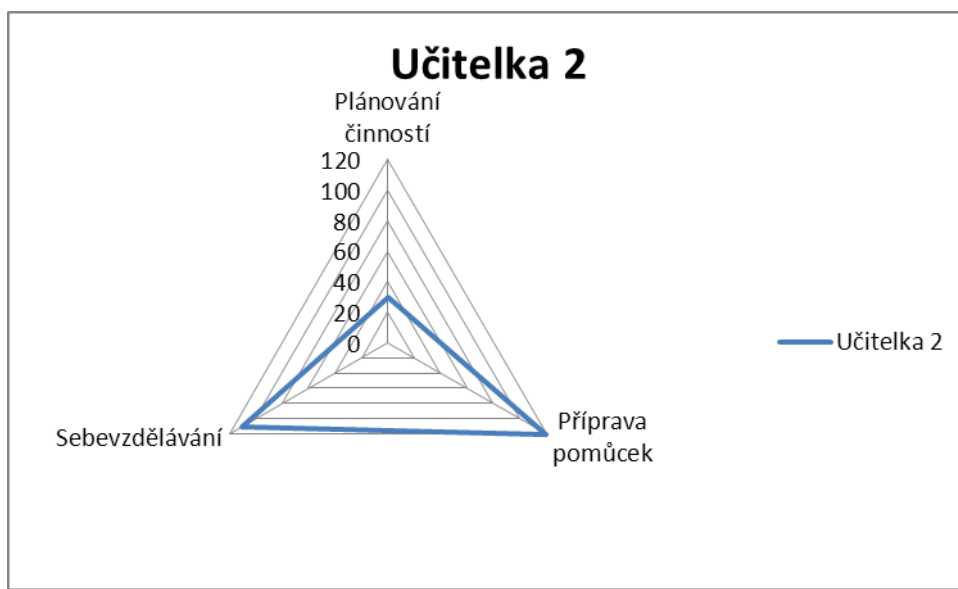 Učitelka 2
Plánování
činností
120
100
80
60
40
20
0
Učitelka 2
Příprava
pomůcek
Sebevzdělávání